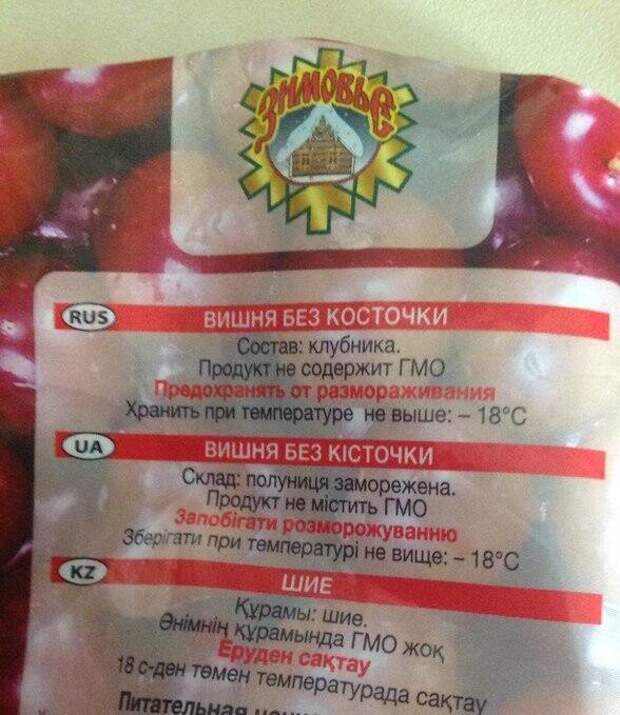 ЗИМОВЬЕ
RUS ВИШНЯ БЕЗ КОСТОЧКИ
Состав: клубника.
Продукт не содержит ГМО
Предохранять от размораживания
Хранить при температуре не выше: – 18°С
UA ВИШНЯ БЕЗ КІСТОЧКИ
Склад: полуниця заморежена.
Продукт не містить ГМО
Запобігати розморожуванню
Зберігати при температурі не вище: – 18°С
KZ ШИЕ
Құрамы: шие.
Әнімнің құрамында ГМО жоқ
Еруден сақтау
18 с-ден төмен температурада сақтау
Питательная